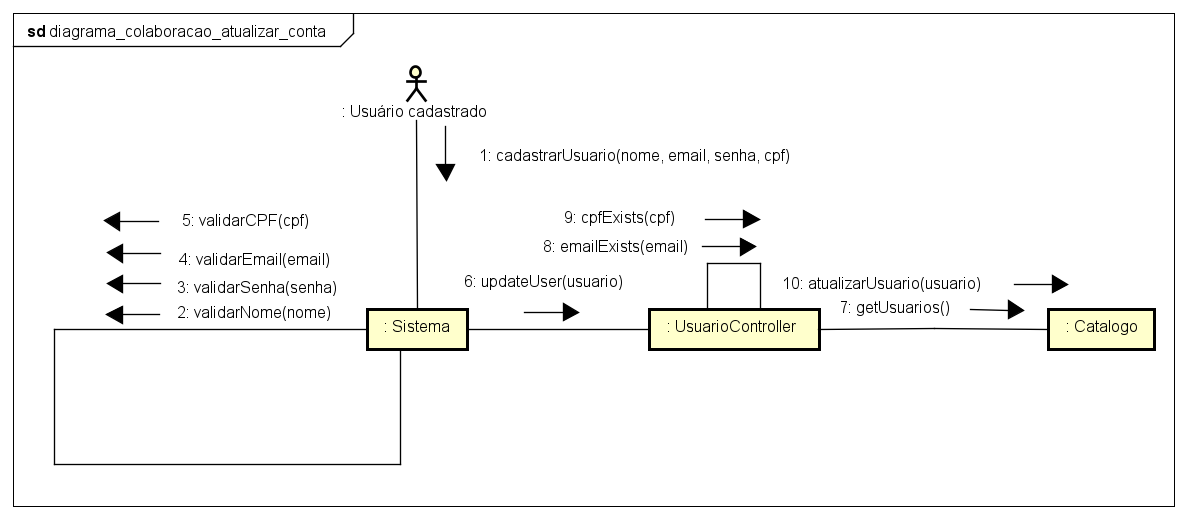 sd diagrama_colaboracao_atualizar_conta
: Usuário cadastrado
1: cadastrarUsuario(nome, email, senha, cpf)
5: validarCPF(cpf)
9: cpfExists(cpf)
8: emailExists(email)
4: validarEmail(email)
6: updateUser(usuario)
10: atualizarUsuario(usuario)
3: validarSenha(senha)
7: getUsuarios()
2: validarNome(nome)
: Sistema
: UsuarioController
: Catalogo